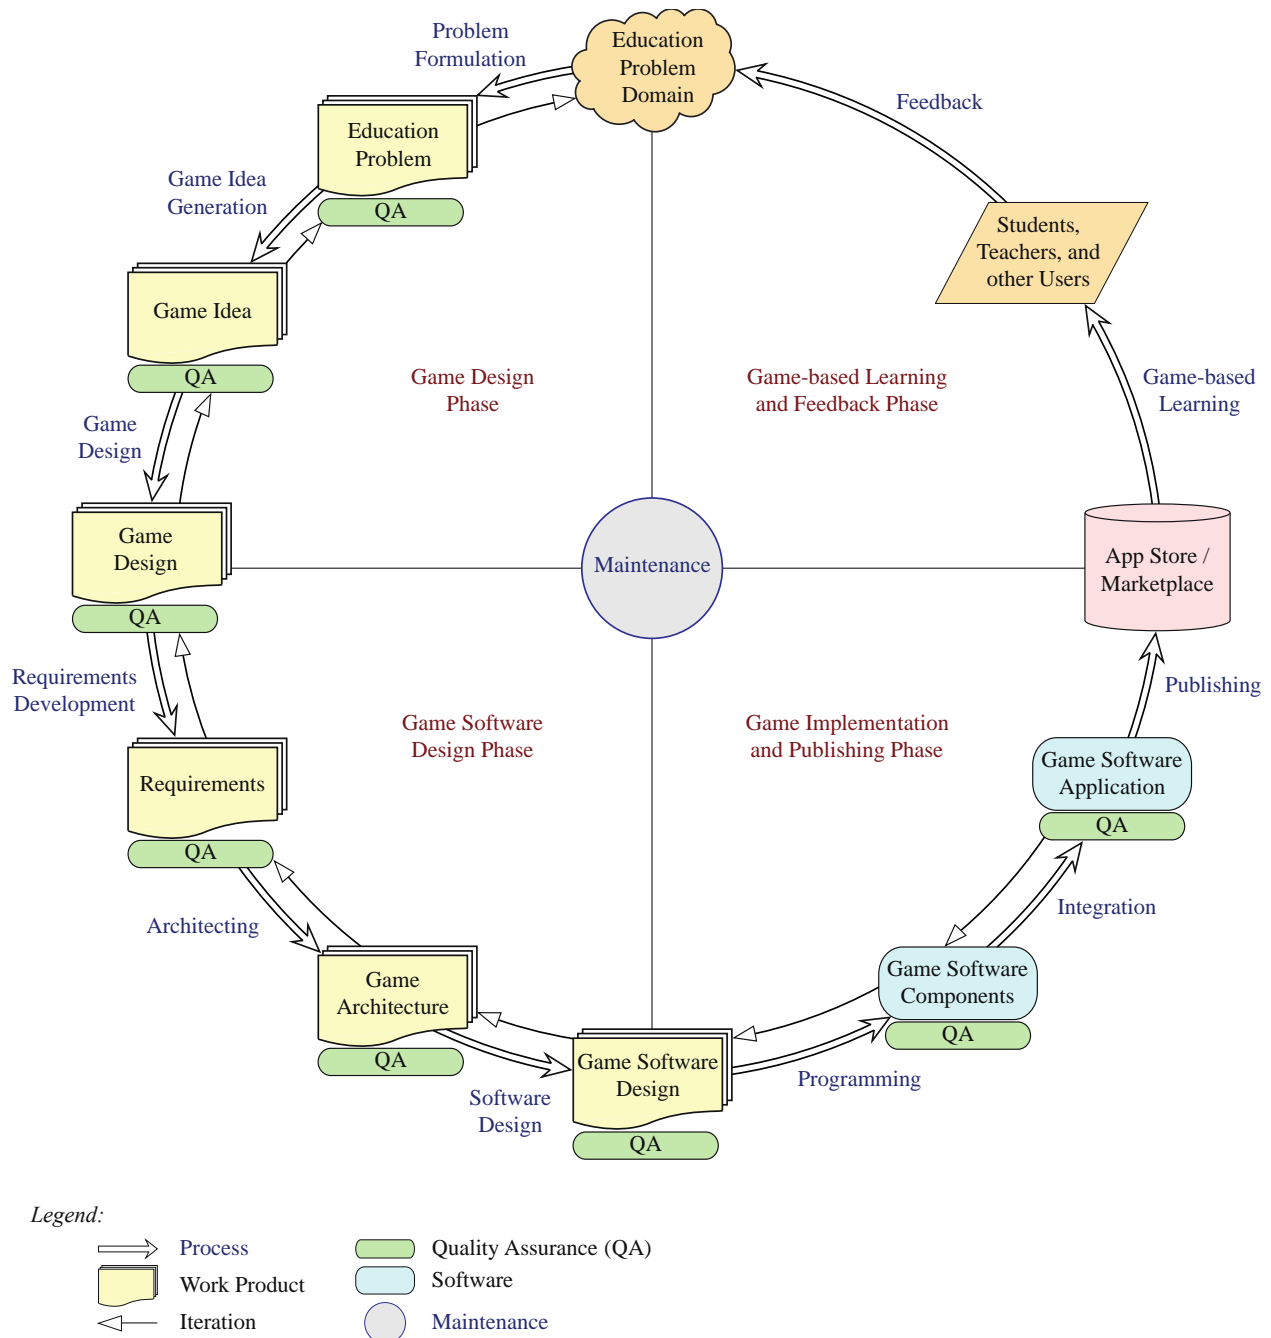 Problem
Formulation
Education
Problem
Domain
Feedback
Education
Problem
QA
Game Idea
Generation
Students,
Teachers, and
other Users
Game Idea
QA
Game Design
Phase
Game-based Learning
and Feedback Phase
Game-based
Learning
Game
Design
Game
Design
QA
Maintenance
App Store /
Marketplace
Requirements
Development
Publishing
Game Software
Design Phase
Game Implementation
and Publishing Phase
Requirements
QA
Game Software
Application
QA
Architecting
Integration
Game
Architecture
QA
Game Software
Components
QA
Software
Design
Game Software
Design
QA
Programming
Legend:
Process
Work Product
Iteration
Quality Assurance (QA)
Software
Maintenance